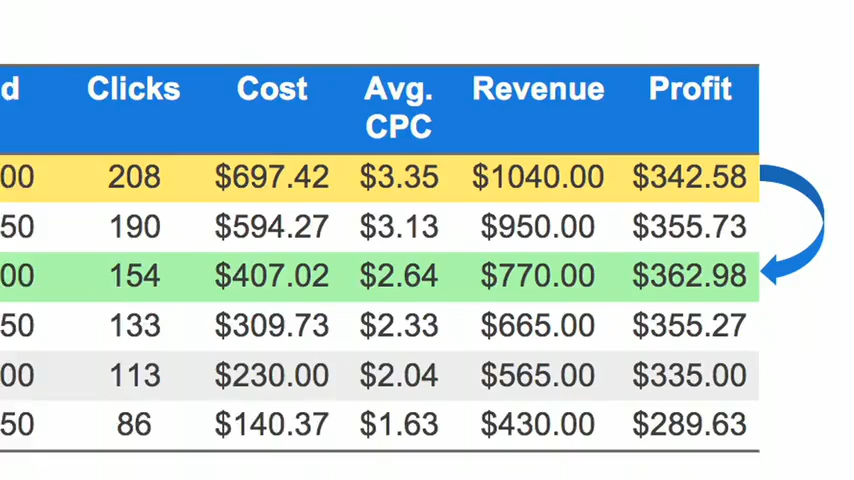 d Clicks Cost Avg. CPC Revenue Profit
00 208 $697.42 $3.35 $1040.00 $342.58
50 190 $594.27 $3.13 $950.00 $355.73
00 154 $407.02 $2.64 $770.00 $362.98
50 133 $309.73 $2.33 $665.00 $355.27
00 113 $230.00 $2.04 $565.00 $335.00
50 86 $140.37 $1.63 $430.00 $289.63